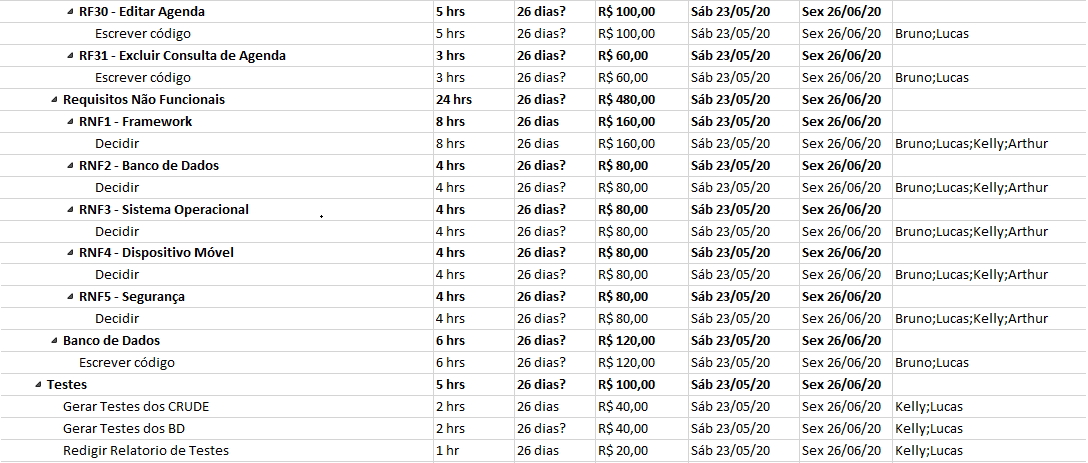 RF30 - Editar Agenda 5 hrs 26 dias? R$ 100,00 Sáb 23/05/20 Sex 26/06/20
Escrever código 5 hrs 26 dias? R$ 100,00 Sáb 23/05/20 Sex 26/06/20 Bruno;Lucas
RF31 - Excluir Consulta de Agenda 3 hrs 26 dias? R$ 60,00 Sáb 23/05/20 Sex 26/06/20
Escrever código 3 hrs 26 dias? R$ 60,00 Sáb 23/05/20 Sex 26/06/20 Bruno;Lucas
Requisitos Não Funcionais 24 hrs 26 dias? R$ 480,00 Sáb 23/05/20 Sex 26/06/20
RNF1 - Framework 8 hrs 26 dias R$ 160,00 Sáb 23/05/20 Sex 26/06/20
Decidir 8 hrs 26 dias R$ 160,00 Sáb 23/05/20 Sex 26/06/20 Bruno;Lucas;Kelly;Arthur
RNF2 - Banco de Dados 4 hrs 26 dias? R$ 80,00 Sáb 23/05/20 Sex 26/06/20
Decidir 4 hrs 26 dias? R$ 80,00 Sáb 23/05/20 Sex 26/06/20 Bruno;Lucas;Kelly;Arthur
RNF3 - Sistema Operacional 4 hrs 26 dias? R$ 80,00 Sáb 23/05/20 Sex 26/06/20
Decidir 4 hrs 26 dias? R$ 80,00 Sáb 23/05/20 Sex 26/06/20 Bruno;Lucas;Kelly;Arthur
RNF4 - Dispositivo Móvel 4 hrs 26 dias? R$ 80,00 Sáb 23/05/20 Sex 26/06/20
Decidir 4 hrs 26 dias? R$ 80,00 Sáb 23/05/20 Sex 26/06/20 Bruno;Lucas;Kelly;Arthur
RNF5 - Segurança 4 hrs 26 dias? R$ 80,00 Sáb 23/05/20 Sex 26/06/20
Decidir 4 hrs 26 dias? R$ 80,00 Sáb 23/05/20 Sex 26/06/20 Bruno;Lucas;Kelly;Arthur
Banco de Dados 6 hrs 26 dias? R$ 120,00 Sáb 23/05/20 Sex 26/06/20
Escrever código 6 hrs 26 dias? R$ 120,00 Sáb 23/05/20 Sex 26/06/20 Bruno;Lucas
Testes 5 hrs 26 dias? R$ 100,00 Sáb 23/05/20 Sex 26/06/20
Gerar Testes dos CRUDE 2 hrs 26 dias R$ 40,00 Sáb 23/05/20 Sex 26/06/20 Kelly;Lucas
Gerar Testes dos BD 2 hrs 26 dias? R$ 40,00 Sáb 23/05/20 Sex 26/06/20 Kelly;Lucas
Redigir Relatorio de Testes 1 hr 26 dias R$ 20,00 Sáb 23/05/20 Sex 26/06/20 Kelly;Lucas